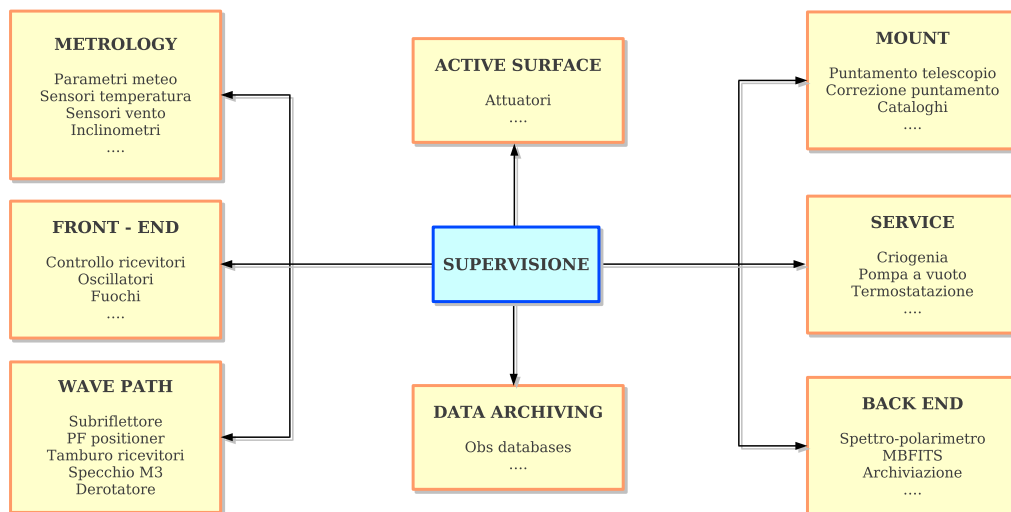 METROLOGY
Parametri meteo
Sensori temperatura
Sensori vento
Inclinometri
....
FRONT - END
Controllo ricevitori
Oscillatori
Fuochi
....
WAVE PATH
Subriflettore
PF positioner
Tamburo ricevitori
Specchio M3
Derotatore
ACTIVE SURFACE
Attuatori
....
SUPERVISIONE
DATA ARCHIVING
Obs databases
....
MOUNT
Puntamento telescopio
Correzione puntamento
Cataloghi
....
SERVICE
Criogenia
Pompa a vuoto
Termostatazione
....
BACK END
Spettro-polarimetro
MBFITS
Archiviazione
....